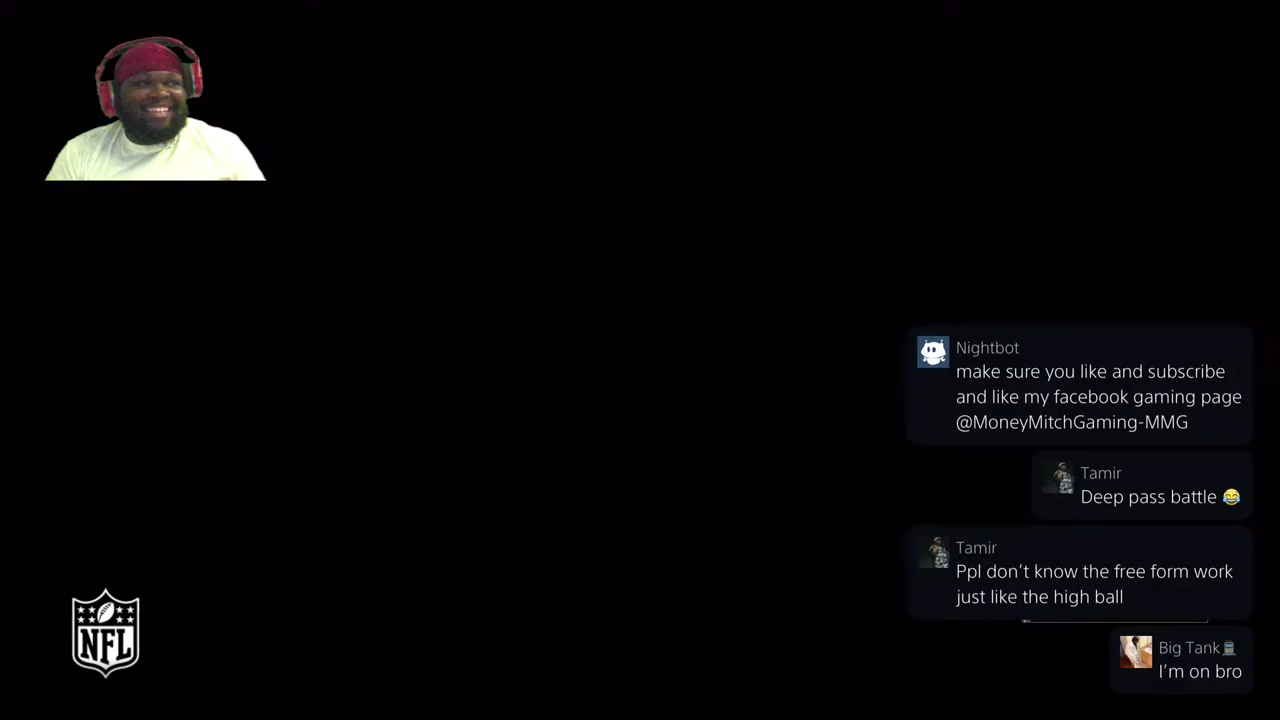 Nightbot
make sure you like and subscribe
and like my facebook gaming page
@MoneyMitchGaming-MMG
Tamir
Deep pass battle 😂
Tamir
Ppl don’t know the free form work
just like the high ball
Big Tank🚆
I’m on bro
NFL